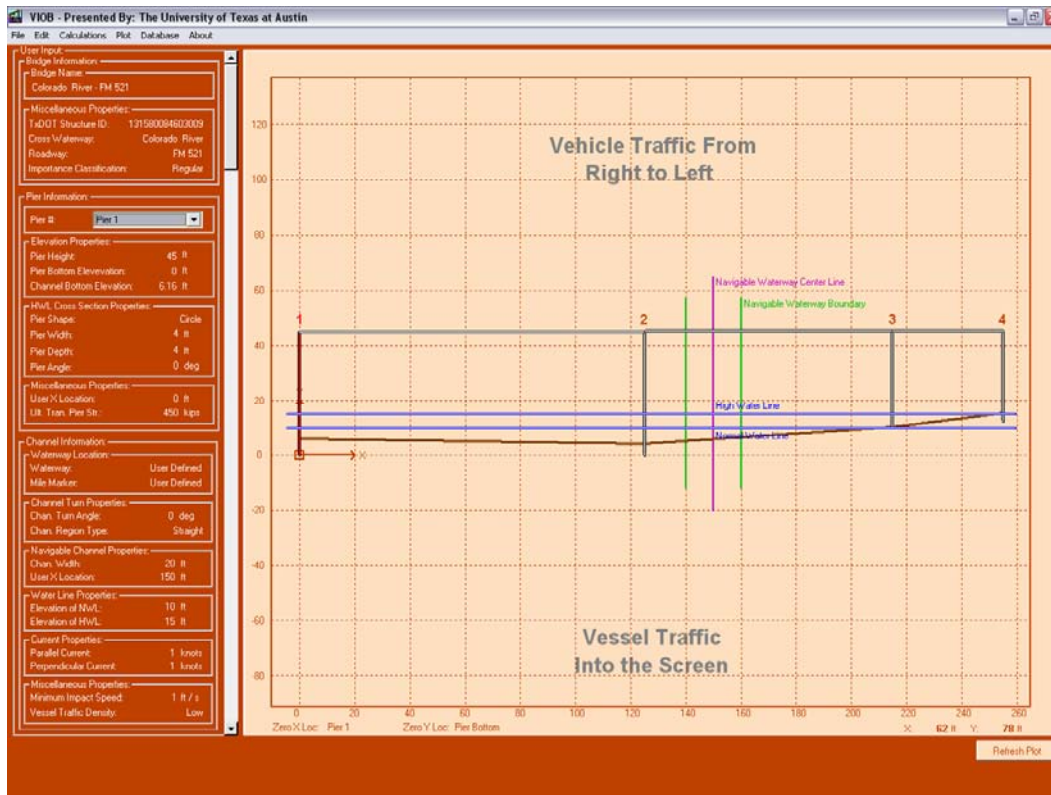 VIOB - Presented By: The University of Texas at Austin
File Edit Calculations Plot Database About
User Input:
Bridge Information:
Bridge Name:
Colorado River - FM 521
Miscellaneous Properties:
TxDOT Structure ID: 131580084603009
Cross Waterway: Colorado River
Roadway: FM 521
Importance Classification: Regular
Pier Information:
Pier #: Pier 1
Elevation Properties:
Pier Height: 45 ft
Pier Bottom Elevevation: 0 ft
Channel Bottom Elevation: 6.16 ft
HWL Cross Section Properties:
Pier Shape: Circle
Pier Width: 4 ft
Pier Depth: 4 ft
Pier Angle: 0 deg
Miscellaneous Properties:
User X Location: 0 ft
Ult. Tran. Pier Str.: 450 kips
Channel Information:
Waterway Location:
Waterway: User Defined
Mile Marker: User Defined
Channel Turn Properties:
Chan. Turn Angle: 0 deg
Chan. Region Type: Straight
Navigable Channel Properties:
Chan. Width: 20 ft
User X Location: 150 ft
Water Line Properties:
Elevation of NWL: 10 ft
Elevation of HWL: 15 ft
Current Properties:
Parallel Current: 1 knots
Perpendicular Current: 1 knots
Miscellaneous Properties:
Minimum Impact Speed: 1 ft / s
Vessel Traffic Density: Low
Vehicle Traffic From
Right to Left
120
100
80
60
40
20
0
-20
-40
-60
80
Navigable Waterway Center Line
Navigable Waterway Boundary
1 2 3 4
High Water Line
Normal Water Line
X
Vessel Traffic
Into the Screen
0 20 40 60 80 100 120 140 160 180 200 220 240 260
Zero X Loc: Pier 1 Zero Y Loc: Pier Bottom X: 62 ft Y: 78 ft
Refresh Plot